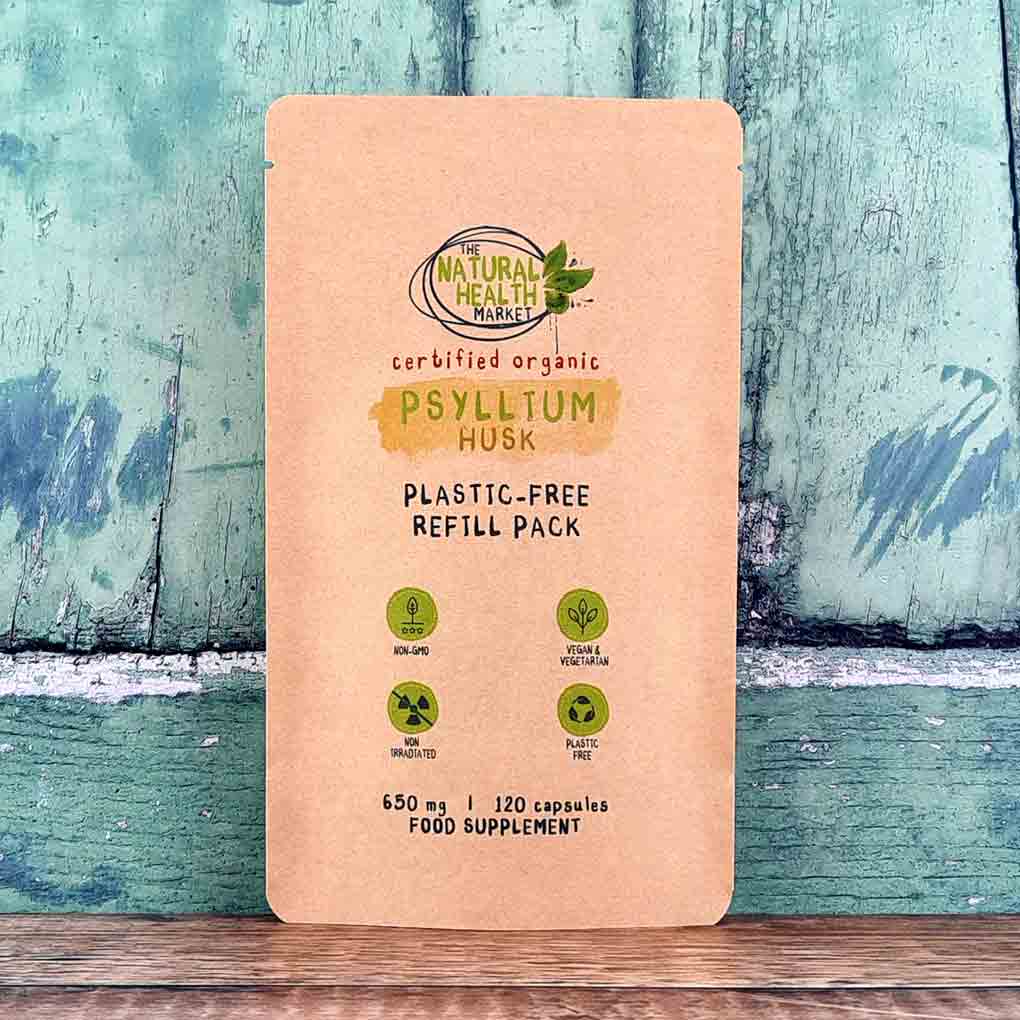 THE
NATURAL
HEALTH
MARKET
certified organic
PSYLLIUM
HUSK
PLASTIC-FREE
REFILL PACK
NON-GMO
VEGAN &
VEGETARIAN
NON
IRRADIATED
PLASTIC
FREE
650 mg | 120 capsules
FOOD SUPPLEMENT